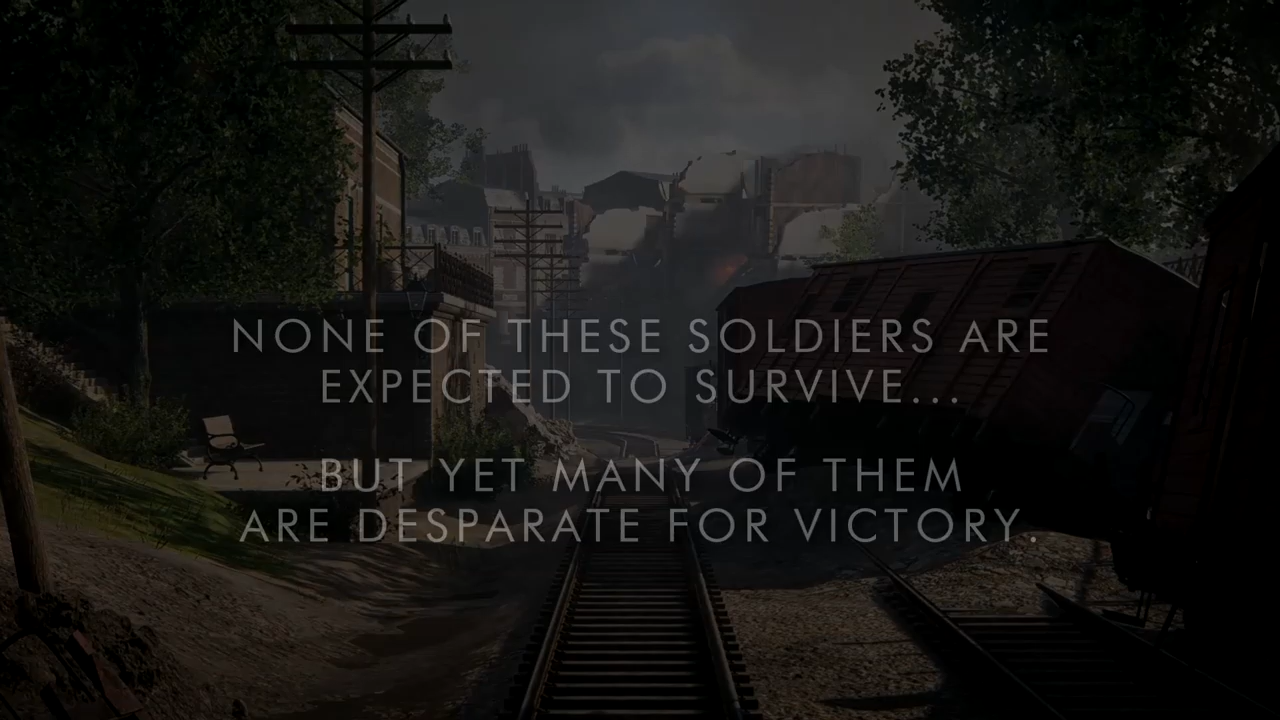 NONE OF THESE SOLDIERS ARE
EXPECTED TO SURVIVE...
BUT YET MANY OF THEM
ARE DESPARATE FOR VICTORY.